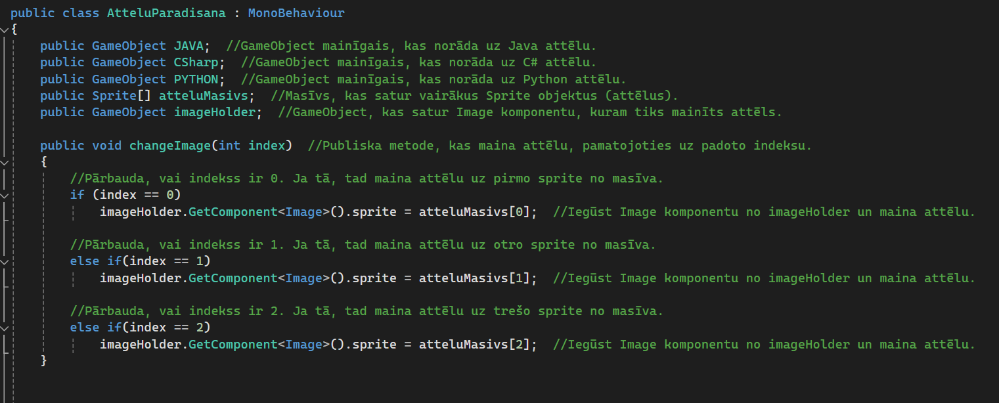 public class AtteluParadisana : MonoBehaviour
{
public GameObject JAVA;  //GameObject mainīgais, kas norāda uz Java attēlu.
public GameObject CSharp;  //GameObject mainīgais, kas norāda uz C# attēlu.
public GameObject PYTHON;  //GameObject mainīgais, kas norāda uz Python attēlu.
public Sprite[] atteluMasivs;  //Masīvs, kas satur vairākus Sprite objektus (attēlus).
public GameObject imageHolder;  //GameObject, kas satur Image komponentu, kuram tiks mainīts attēls.
public void changeImage(int index)  //Publiska metode, kas maina attēlu, pamatojoties uz padoto indeksu.
{
//Pārbauda, vai indekss ir 0. Ja tā, tad maina attēlu uz pirmo sprite no masīva.
if (index == 0)
imageHolder.GetComponent<Image>().sprite = atteluMasivs[0];  //Iegūst Image komponentu no imageHolder un maina attēlu.
//Pārbauda, vai indekss ir 1. Ja tā, tad maina attēlu uz otro sprite no masīva.
else if(index == 1)
imageHolder.GetComponent<Image>().sprite = atteluMasivs[1];  //Iegūst Image komponentu no imageHolder un maina attēlu.
//Pārbauda, vai indekss ir 2. Ja tā, tad maina attēlu uz trešo sprite no masīva.
else if(index == 2)
imageHolder.GetComponent<Image>().sprite = atteluMasivs[2];  //Iegūst Image komponentu no imageHolder un maina attēlu.
}